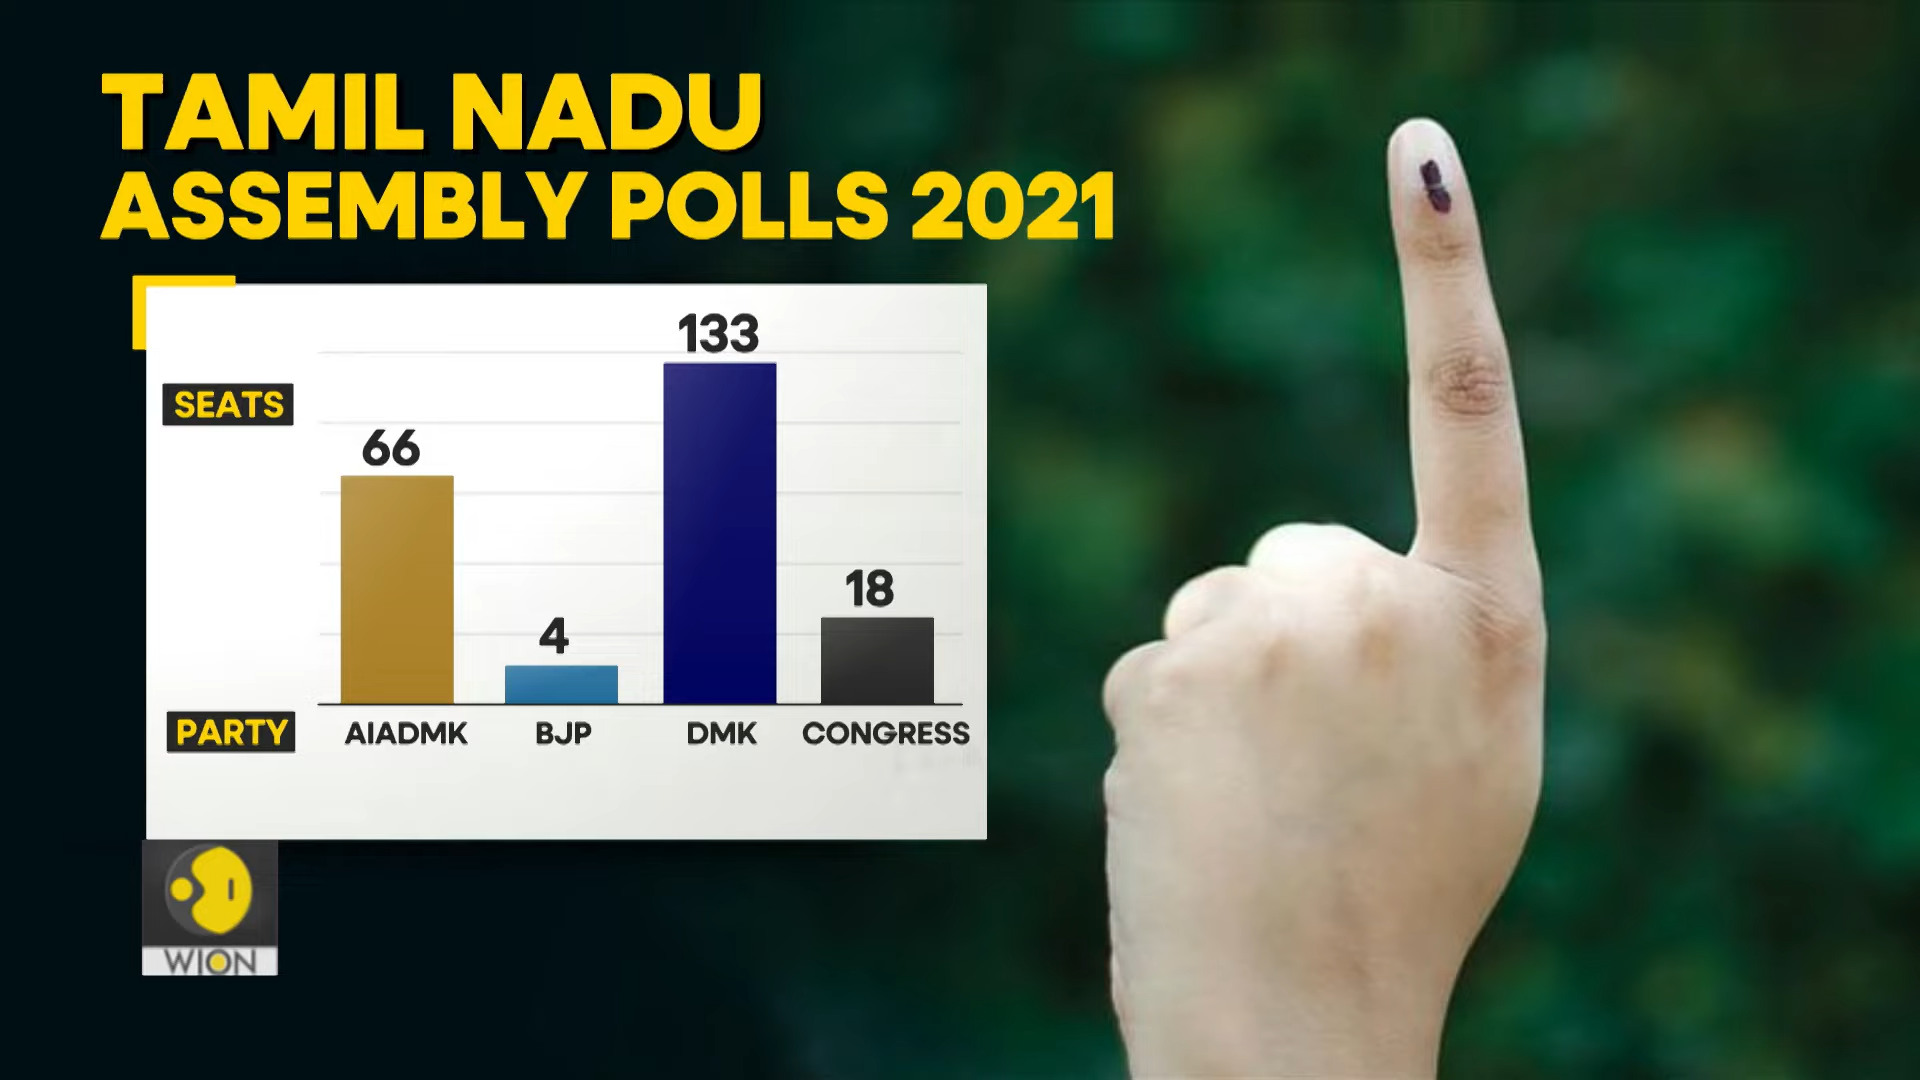 TAMIL NADU
ASSEMBLY POLLS 2021
133
SEATS
66
18
4
PARTY AIADMK BJP DMK CONGRESS
WION